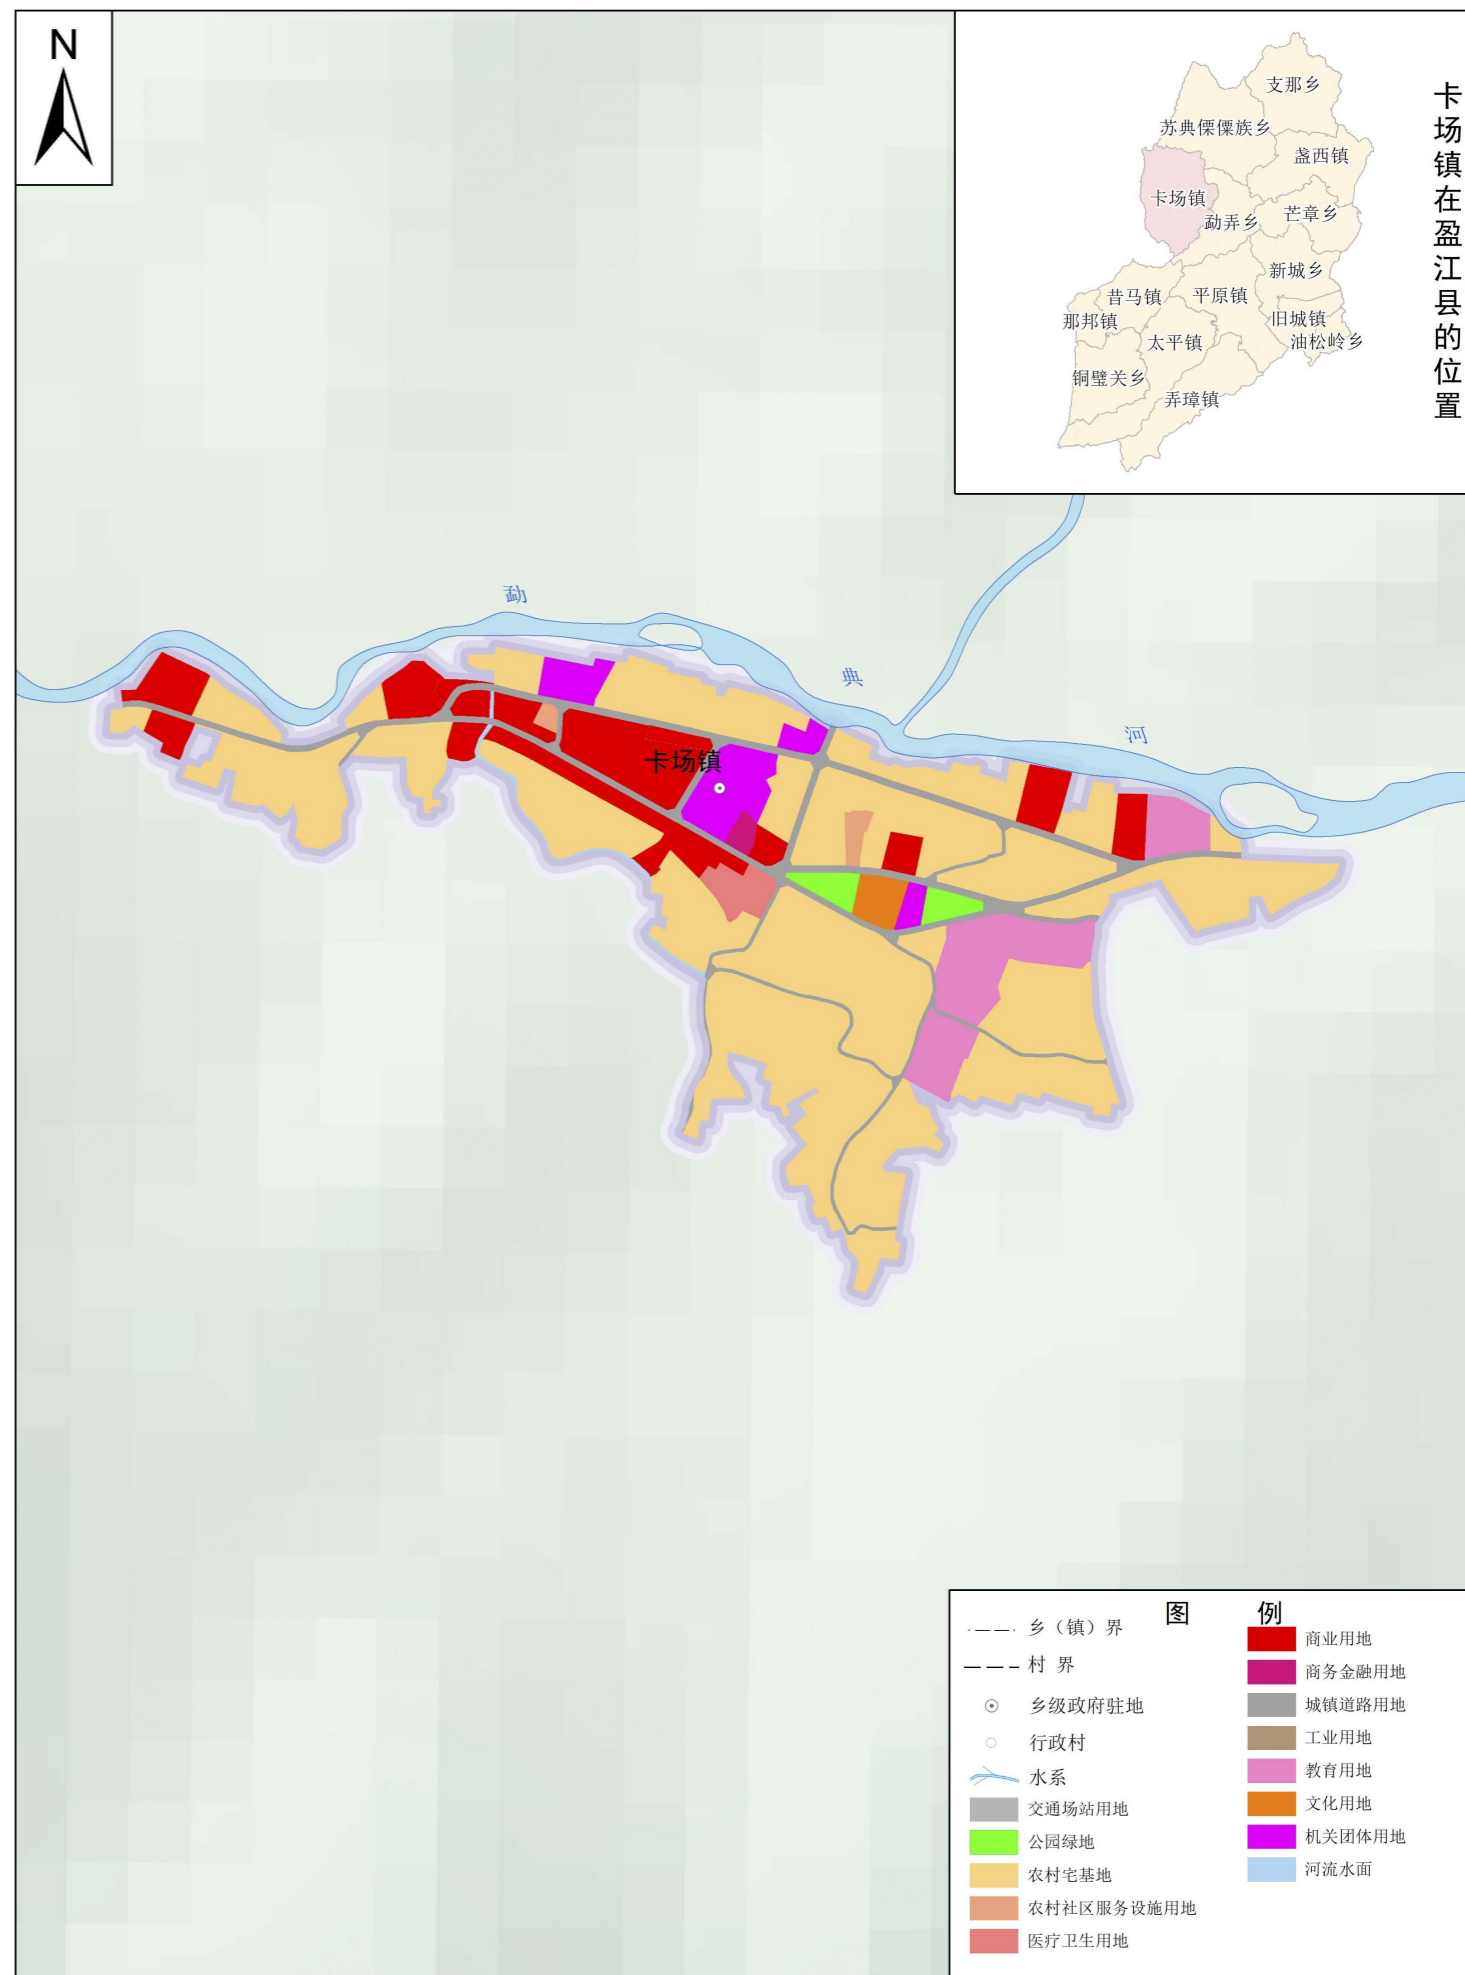 N
卡场镇在盈江县的位置
支那乡
苏典傈僳族乡
盏西镇
卡场镇
勐弄乡
芒章乡
新城乡
昔马镇
平原镇
那邦镇
旧城镇
太平镇
油松岭乡
铜壁关乡
弄璋镇
勐典河
卡场镇
图例
乡（镇）界
村界
乡级政府驻地
行政村
水系
交通场站用地
公园绿地
农村宅基地
农村社区服务设施用地
医疗卫生用地
商业用地
商务金融用地
城镇道路用地
工业用地
教育用地
文化用地
机关团体用地
河流水面